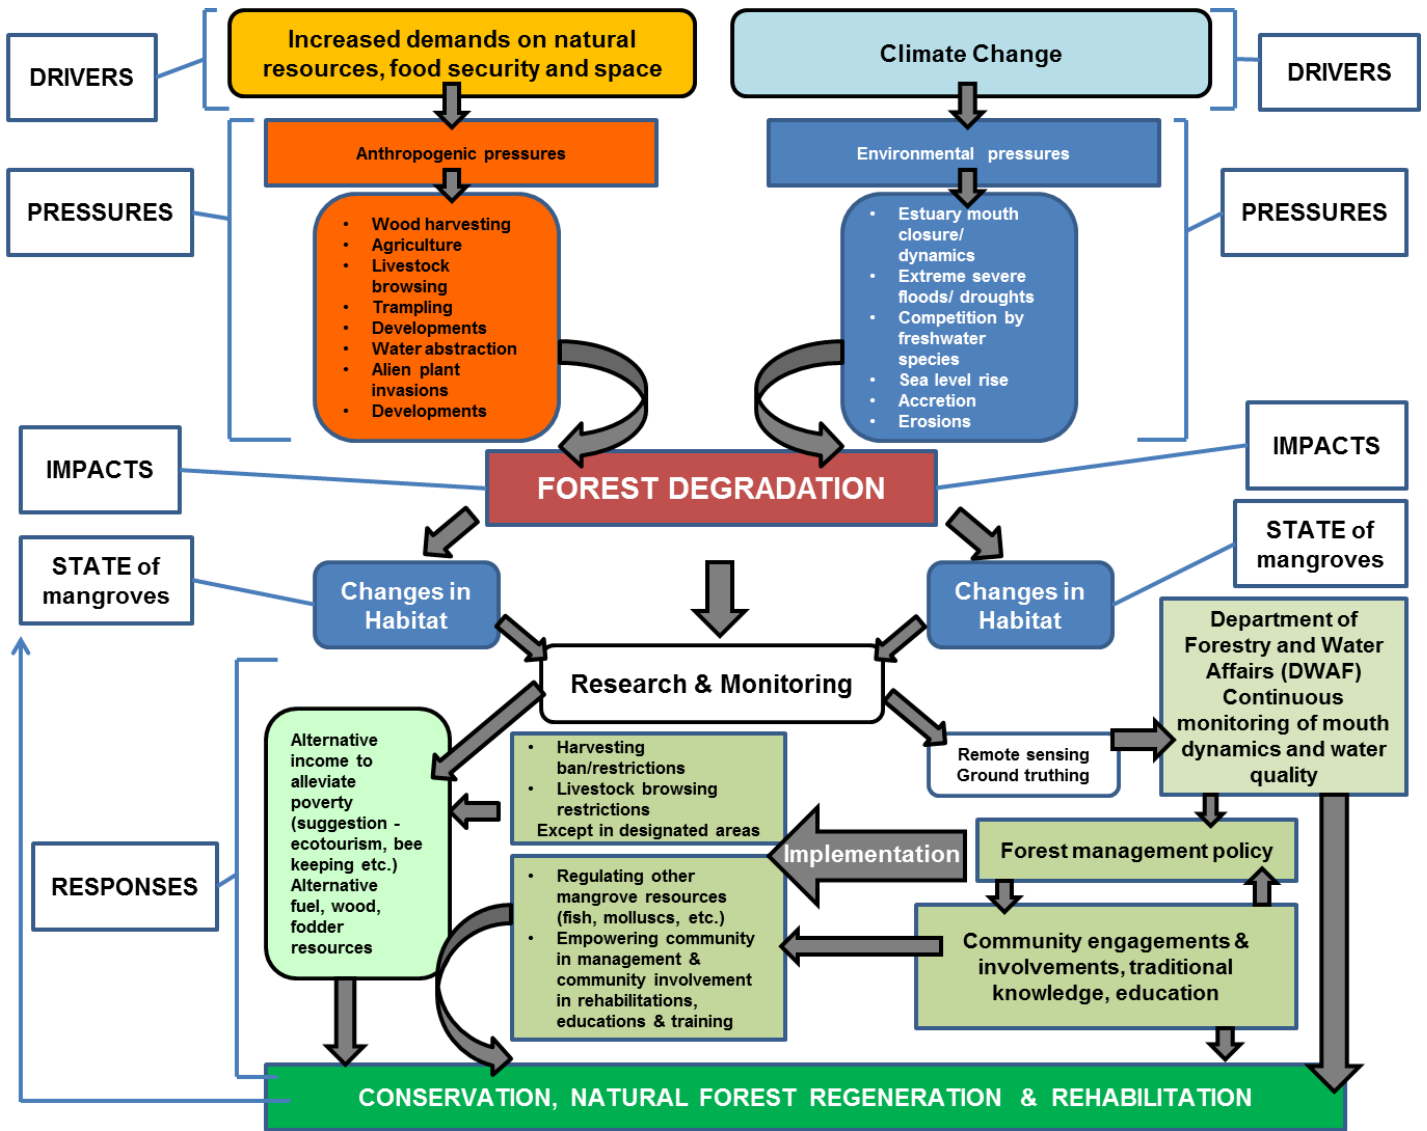 DRIVERS
Increased demands on natural
resources, food security and space
Climate Change
DRIVERS
PRESSURES
Anthropogenic pressures
Environmental pressures
PRESSURES
• Wood harvesting
• Agriculture
• Livestock
browsing
• Trampling
• Developments
• Water abstraction
• Alien plant
invasions
• Developments
• Estuary mouth
closure/
dynamics
• Extreme severe
floods/ droughts
• Competition by
freshwater
species
• Sea level rise
• Accretion
• Erosions
IMPACTS
FOREST DEGRADATION
IMPACTS
STATE of
mangroves
Changes in
Habitat
Changes in
Habitat
STATE of
mangroves
Research & Monitoring
Remote sensing
Ground truthing
Department of
Forestry and Water
Affairs (DWAF)
Continuous
monitoring of mouth
dynamics and water
quality
RESPONSES
Alternative
income to
alleviate
poverty
(suggestion -
ecotourism, bee
keeping etc.)
Alternative
fuel, wood,
fodder
resources
• Harvesting
ban/restrictions
• Livestock browsing
restrictions
Except in designated areas
Implementation
Forest management policy
• Regulating other
mangrove resources
(fish, molluscs, etc.)
• Empowering community
in management &
community involvement
in rehabilitations,
educations & training
Community engagements &
involvements, traditional
knowledge, education
CONSERVATION, NATURAL FOREST REGENERATION & REHABILITATION